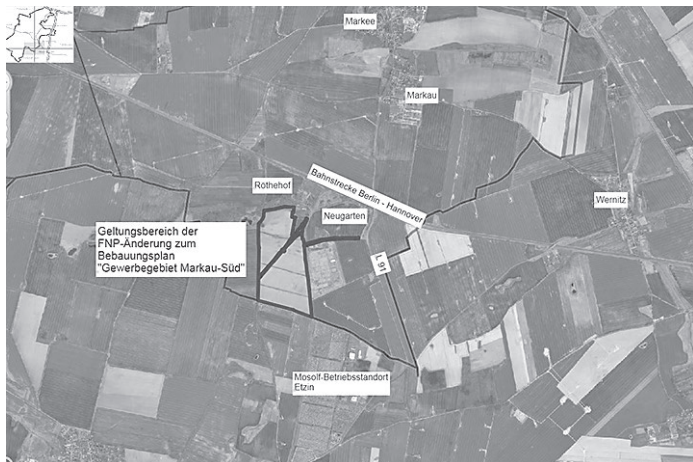 Markee
Markau
Röthehof
Bahnstrecke Berlin - Hannover
Wernitz
Neugarten
Geltungsbereich der
FNP-Änderung zum
Bebauungsplan
"Gewerbegebiet Markau-Süd"
L 91
Mosolf-Betriebsstandort
Etzin